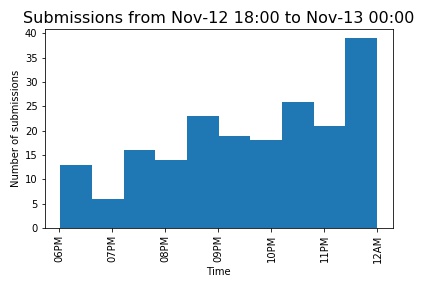 Submissions from Nov-12 18:00 to Nov-13 00:00
Number of submissions
40
35
30
25
20
15
10
5
0
06PM
07PM
08PM
09PM
10PM
11PM
12AM
Time